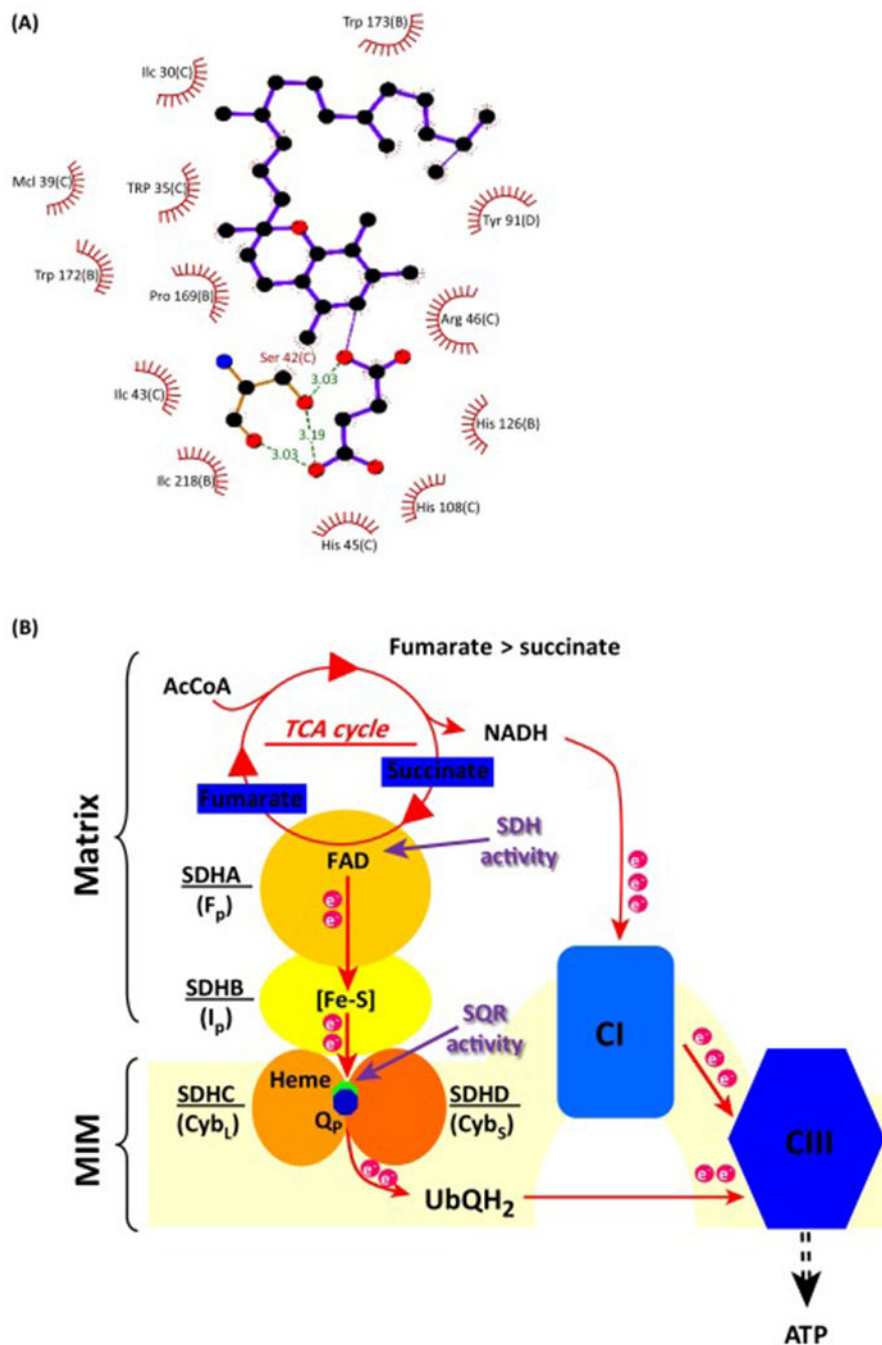 (A)
Trp 173(B)
Ilc 30(C)
Mcl 39(C)
TRP 35(C)
Tyr 91(D)
Trp 172(B)
Pro 169(B)
Arg 46(C)
Ser 42(C)
3.03
Ilc 43(C)
3.19
His 126(B)
3.03
Ilc 218(B)
His 108(C)
His 45(C)
(B)
Fumarate > succinate
AcCoA
TCA cycle
NADH
Succinate
Fumarate
Matrix
SDH
activity
FAD
SDHA
(Fp)
e-
e-
e-
e-
e-
SDHB
(Ip)
[Fe-S]
e-
e-
SQR
activity
CI
e-
e-
e-
MIM
Heme
SDHC
(CybL)
SDHD
(CybS)
QP
CIII
e-
e-
e- e-
UbQH2
ATP